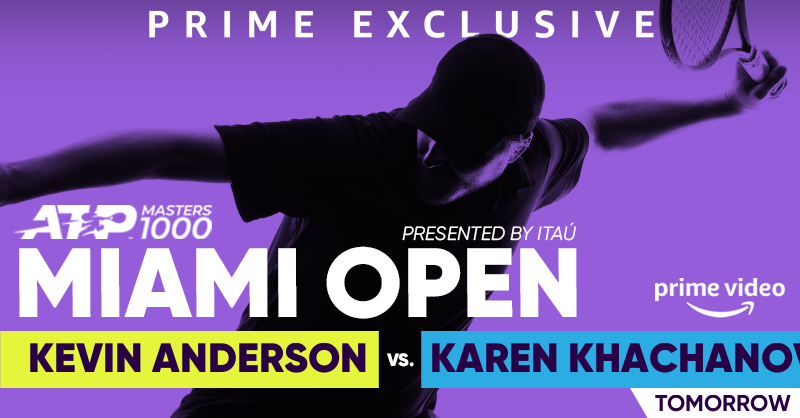 PRIME EXCLUSIVE
ATP MASTERS 1000
PRESENTED BY ITAÚ
MIAMI OPEN
prime video
KEVIN ANDERSON vs. KAREN KHACHANOV
TOMORROW